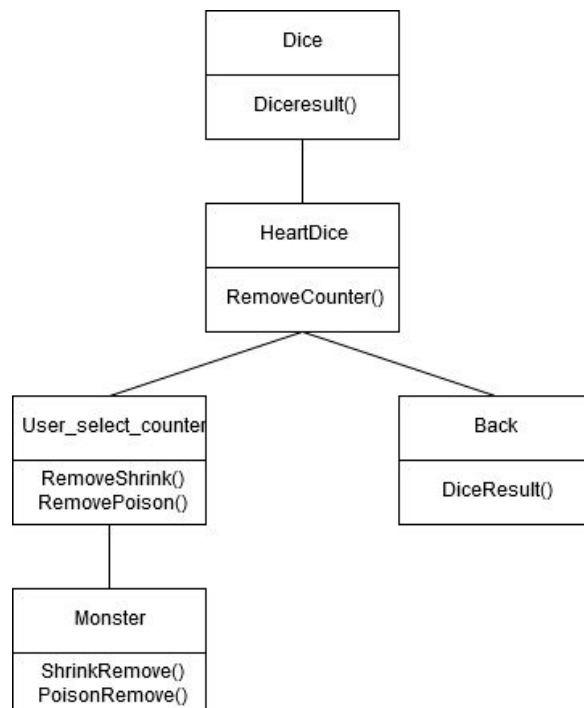 Dice
Diceresult()
HeartDice
RemoveCounter()
User_select_counter
Back
RemoveShrink()
RemovePoison()
DiceResult()
Monster
ShrinkRemove()
PoisonRemove()